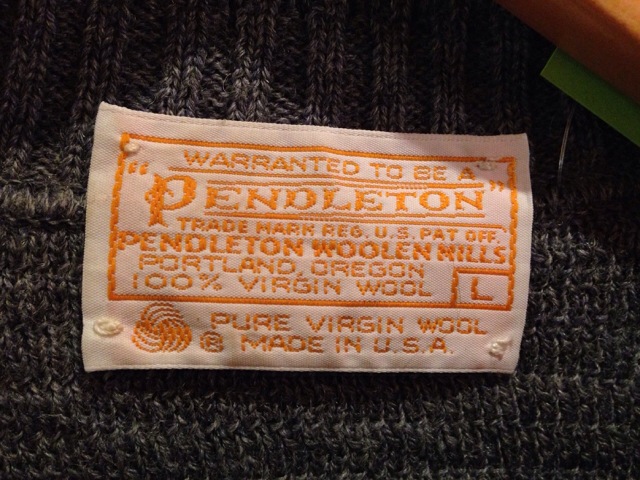 WARRANTED TO BE A
"PENDLETON"
TRADE MARK REG. U.S. PAT OFF.
PENDLETON WOOLEN MILLS
PORTLAND, OREGON
100% VIRGIN WOOL L
PURE VIRGIN WOOL
® MADE IN U.S.A.